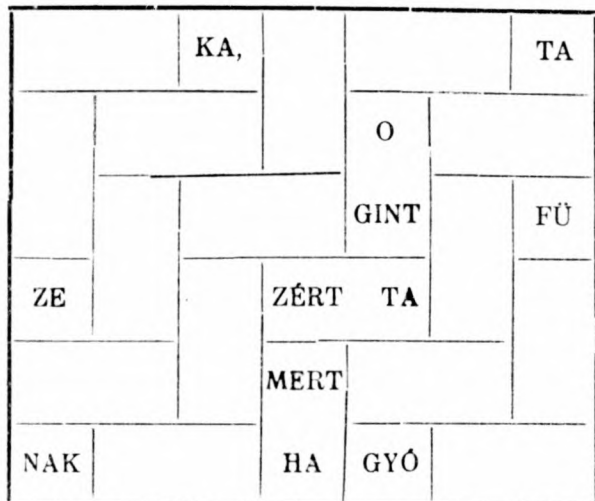 KA, TA
O
GINT FÜ
ZE ZÉRT TA
MERT
NAK HA GYÓ